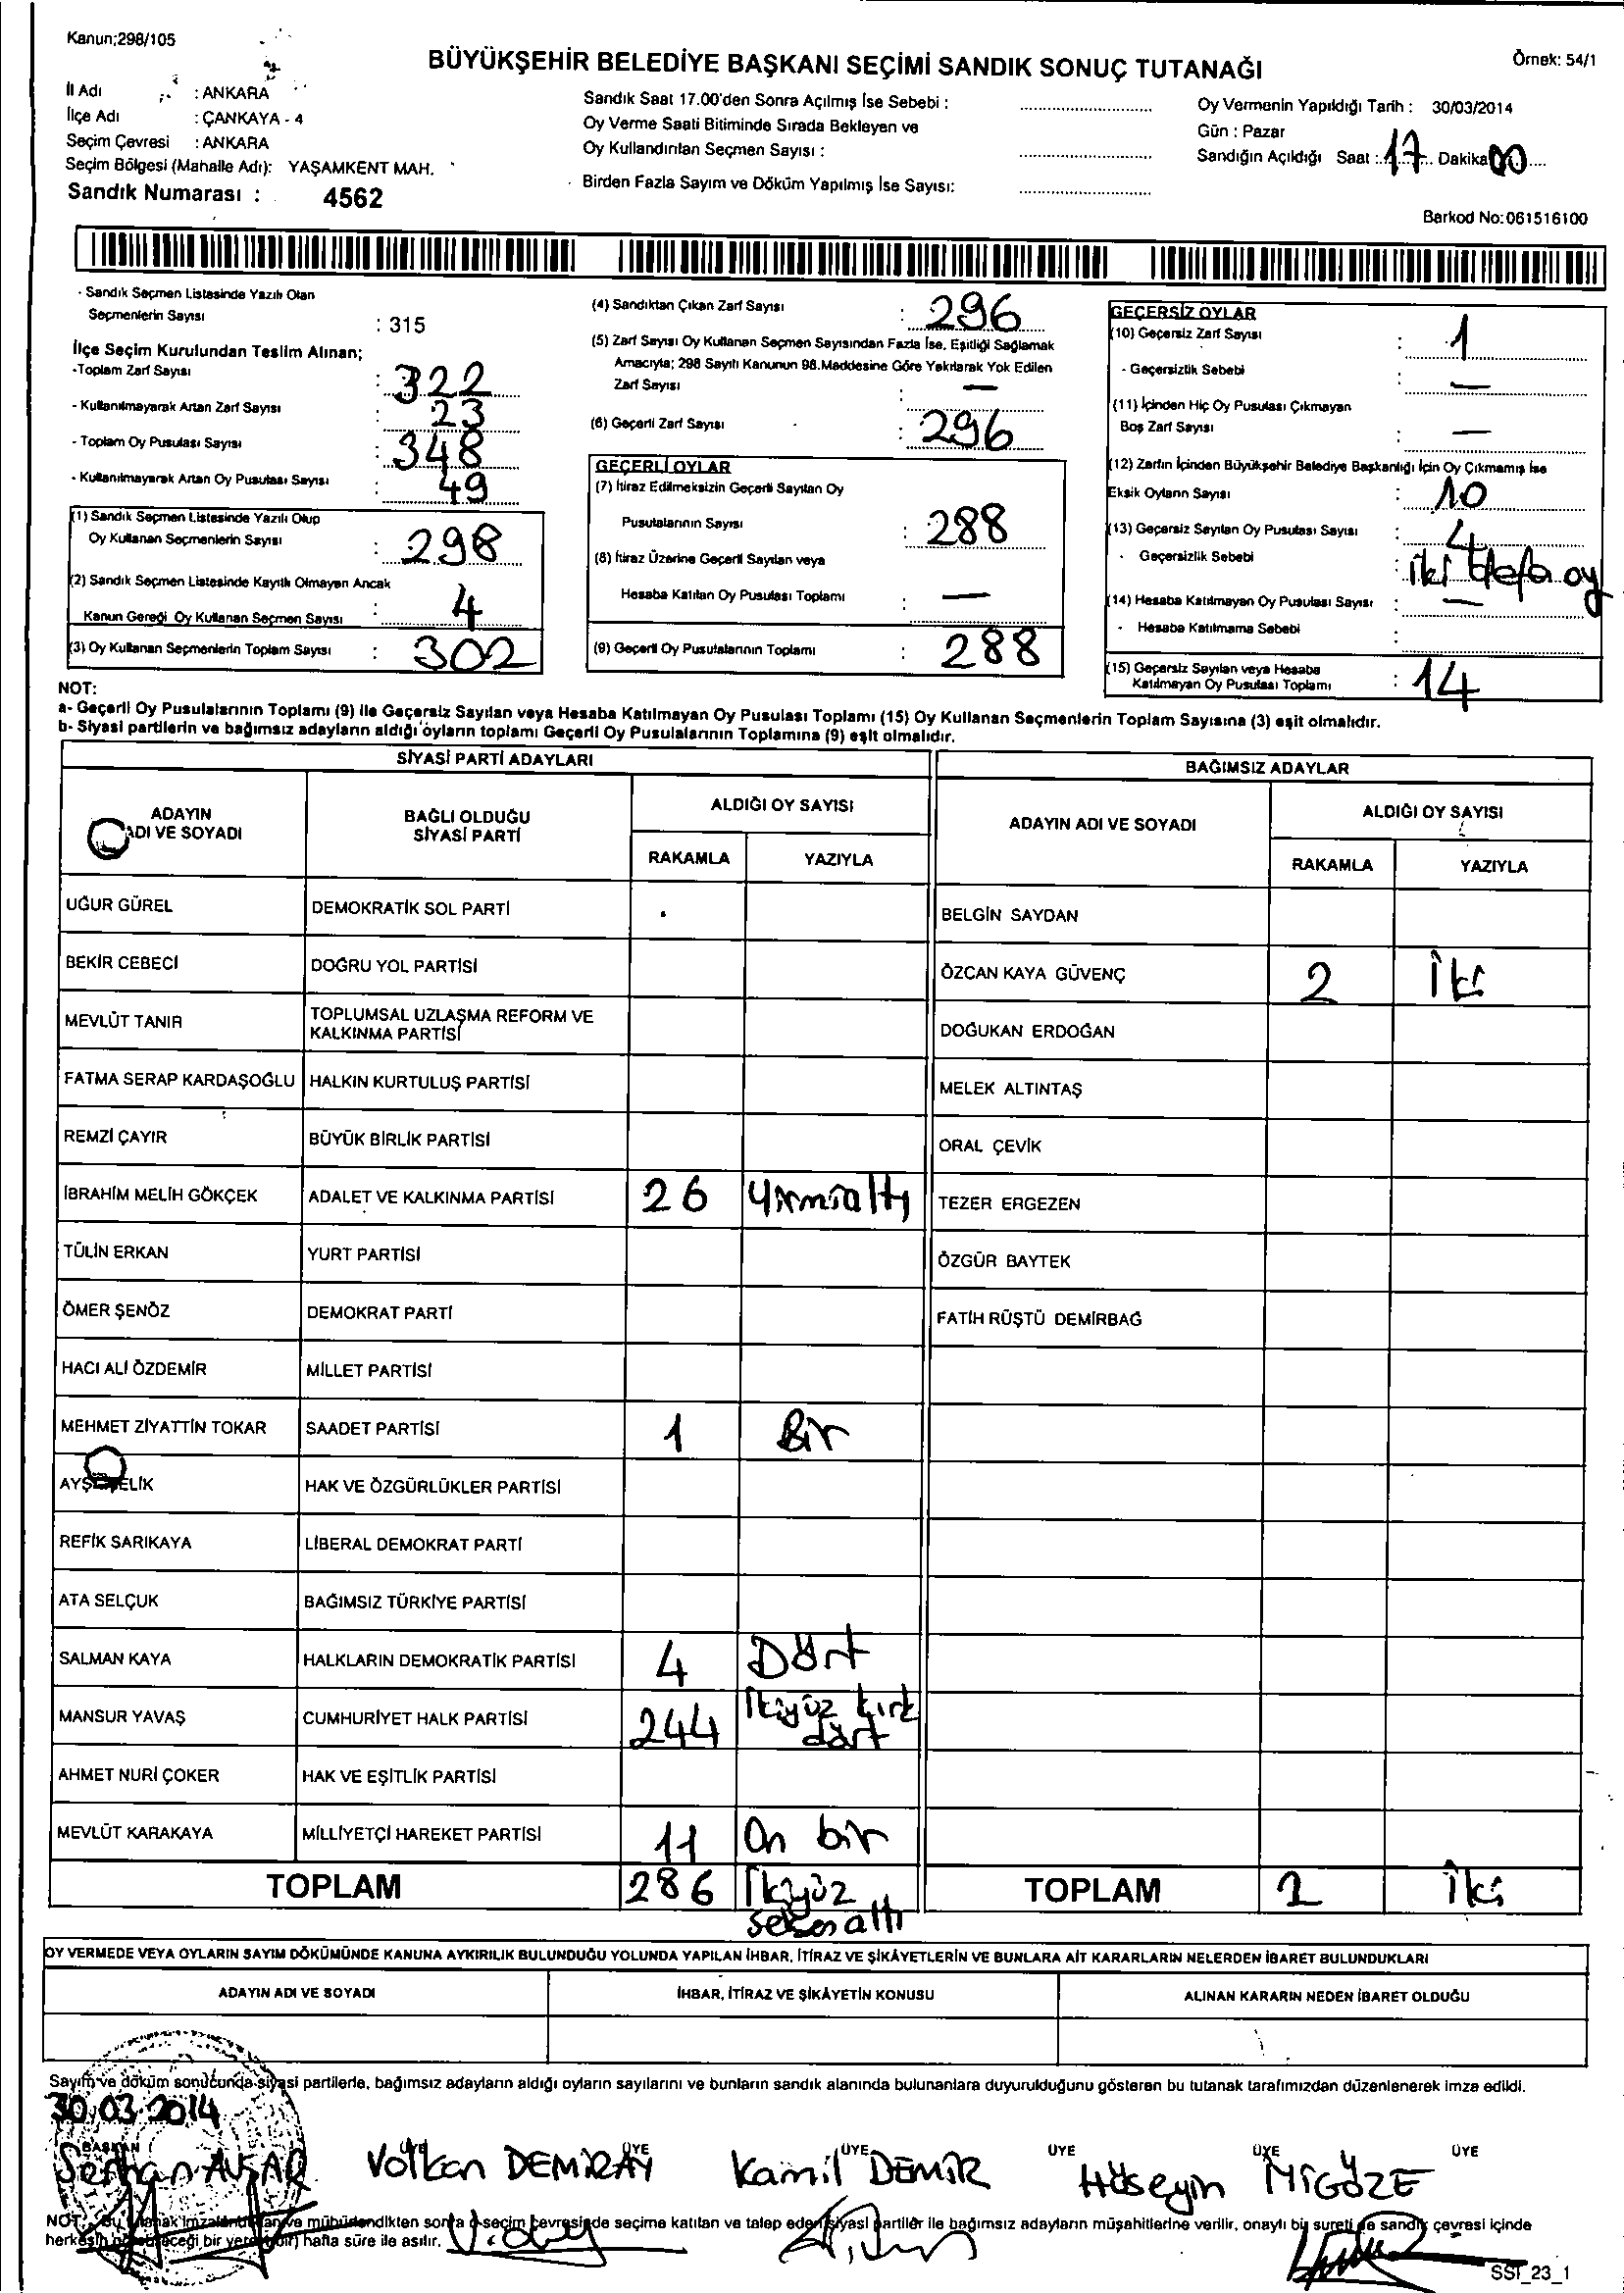 Kanun;298/105
BÜYÜKŞEHİR BELEDİYE BAŞKANI SEÇİMİ SANDIK SONUÇ TUTANAĞI
Örnek: 54/1
İl Adı : ANKARA
İlçe Adı : ÇANKAYA - 4
Seçim Çevresi : ANKARA
Seçim Bölgesi (Mahalle Adı): YAŞAMKENT MAH.
Sandık Numarası : 4562
Sandık Saat 17.00'den Sonra Açılmış İse Sebebi :
Oy Verme Saati Bitiminde Sırada Bekleyen ve
Oy Kullandırılan Seçmen Sayısı :
Birden Fazla Sayım ve Döküm Yapılmış İse Sayısı:
Oy Vermenin Yapıldığı Tarih : 30/03/2014
Gün : Pazar
Sandığın Açıldığı Saat : 17 Dakika 00
Barkod No:061516100
- Sandık Seçmen Listesinde Yazılı Olan
Seçmenlerin Sayısı : 315
İlçe Seçim Kurulundan Teslim Alınan;
-Toplam Zarf Sayısı : 322
- Kullanılmayarak Artan Zarf Sayısı : 23
- Toplam Oy Pusulası Sayısı : 348
- Kullanılmayarak Artan Oy Pusulası Sayısı : 49
(1) Sandık Seçmen Listesinde Yazılı Olup
Oy Kullanan Seçmenlerin Sayısı : 298
(2) Sandık Seçmen Listesinde Kayıtlı Olmayan Ancak
Kanun Gereği Oy Kullanan Seçmen Sayısı : 4
(3) Oy Kullanan Seçmenlerin Toplam Sayısı : 302
(4) Sandıktan Çıkan Zarf Sayısı : 296
(5) Zarf Sayısı Oy Kullanan Seçmen Sayısından Fazla İse, Eşitliği Sağlamak
Amacıyla; 298 Sayılı Kanunun 98.Maddesine Göre Yakılarak Yok Edilen
Zarf Sayısı : —
(6) Geçerli Zarf Sayısı : 296
GEÇERLİ OYLAR
(7) İtiraz Edilmeksizin Geçerli Sayılan Oy
Pusulalarının Sayısı : 288
(8) İtiraz Üzerine Geçerli Sayılan veya
Hesaba Katılan Oy Pusulası Toplamı : —
(9) Geçerli Oy Pusulalarının Toplamı : 288
GEÇERSİZ OYLAR
(10) Geçersiz Zarf Sayısı : 1
- Geçersizlik Sebebi : —
(11) İçinden Hiç Oy Pusulası Çıkmayan
Boş Zarf Sayısı : —
(12) Zarfın İçinden Büyükşehir Belediye Başkanlığı İçin Oy Çıkmamış İse
Eksik Oyların Sayısı : 10
(13) Geçersiz Sayılan Oy Pusulası Sayısı : 4
- Geçersizlik Sebebi : iki defa oy
(14) Hesaba Katılmayan Oy Pusulası Sayısı : —
- Hesaba Katılmama Sebebi :
(15) Geçersiz Sayılan veya Hesaba
Katılmayan Oy Pusulası Toplamı : 14
NOT:
a- Geçerli Oy Pusulalarının Toplamı (9) ile Geçersiz Sayılan veya Hesaba Katılmayan Oy Pusulası Toplamı (15) Oy Kullanan Seçmenlerin Toplam Sayısına (3) eşit olmalıdır.
b- Siyasi partilerin ve bağımsız adayların aldığı oyların toplamı Geçerli Oy Pusulalarının Toplamına (9) eşit olmalıdır.
SİYASİ PARTİ ADAYLARI
BAĞIMSIZ ADAYLAR
ADAYIN
ADI VE SOYADI
BAĞLI OLDUĞU
SİYASİ PARTİ
ALDIĞI OY SAYISI
RAKAMLA YAZIYLA
ADAYIN ADI VE SOYADI
ALDIĞI OY SAYISI
RAKAMLA YAZIYLA
UĞUR GÜREL DEMOKRATİK SOL PARTİ BELGİN SAYDAN
BEKİR CEBECİ DOĞRU YOL PARTİSİ ÖZCAN KAYA GÜVENÇ 2 İki
MEVLÜT TANIR TOPLUMSAL UZLAŞMA REFORM VE
KALKINMA PARTİSİ DOĞUKAN ERDOĞAN
FATMA SERAP KARDAŞOĞLU HALKIN KURTULUŞ PARTİSİ MELEK ALTINTAŞ
REMZİ ÇAYIR BÜYÜK BİRLİK PARTİSİ ORAL ÇEVİK
İBRAHİM MELİH GÖKÇEK ADALET VE KALKINMA PARTİSİ 26 yirmialtı TEZER ERGEZEN
TÜLİN ERKAN YURT PARTİSİ ÖZGÜR BAYTEK
ÖMER ŞENÖZ DEMOKRAT PARTİ FATİH RÜŞTÜ DEMİRBAĞ
HACI ALİ ÖZDEMİR MİLLET PARTİSİ
MEHMET ZİYATTİN TOKAR SAADET PARTİSİ 1 Bir
HAK VE ÖZGÜRLÜKLER PARTİSİ
REFİK SARIKAYA LİBERAL DEMOKRAT PARTİ
ATA SELÇUK BAĞIMSIZ TÜRKİYE PARTİSİ
SALMAN KAYA HALKLARIN DEMOKRATİK PARTİSİ 4 Dört
MANSUR YAVAŞ CUMHURİYET HALK PARTİSİ 244 İkiyüz kırk
dört
AHMET NURİ ÇOKER HAK VE EŞİTLİK PARTİSİ
MEVLÜT KARAKAYA MİLLİYETÇİ HAREKET PARTİSİ 11 On bir
TOPLAM 286 İkiyüz
seksenaltı
TOPLAM 2 İki
OY VERMEDE VEYA OYLARIN SAYIM DÖKÜMÜNDE KANUNA AYKIRILIK BULUNDUĞU YOLUNDA YAPILAN İHBAR, İTİRAZ VE ŞİKÂYETLERİN VE BUNLARA AİT KARARLARIN NELERDEN İBARET BULUNDUKLARI
ADAYIN ADI VE SOYADI İHBAR, İTİRAZ VE ŞİKÂYETİN KONUSU ALINAN KARARIN NEDEN İBARET OLDUĞU
Sayım ve döküm sonucunda siyasi partilerle, bağımsız adayların aldığı oyların sayılarını ve bunların sandık alanında bulunanlara duyurulduğunu gösteren bu tutanak tarafımızdan düzenlenerek imza edildi.
30.03.2014
BAŞKAN ÜYE ÜYE ÜYE ÜYE ÜYE ÜYE
Serhan AVŞAR Volkan DEMİRAY Kamil DEMİR Hüseyin MİGÖZE
NOT: Bu tutanak imzalandıktan ve mühürlendikten sonra o seçim çevresinde seçime katılan ve talep eden siyasi partiler ile bağımsız adayların müşahitlerine verilir, onaylı bir sureti de sandık çevresi içinde
herkesin görebileceği bir yere bir hafta süre ile asılır.
SST_23_1